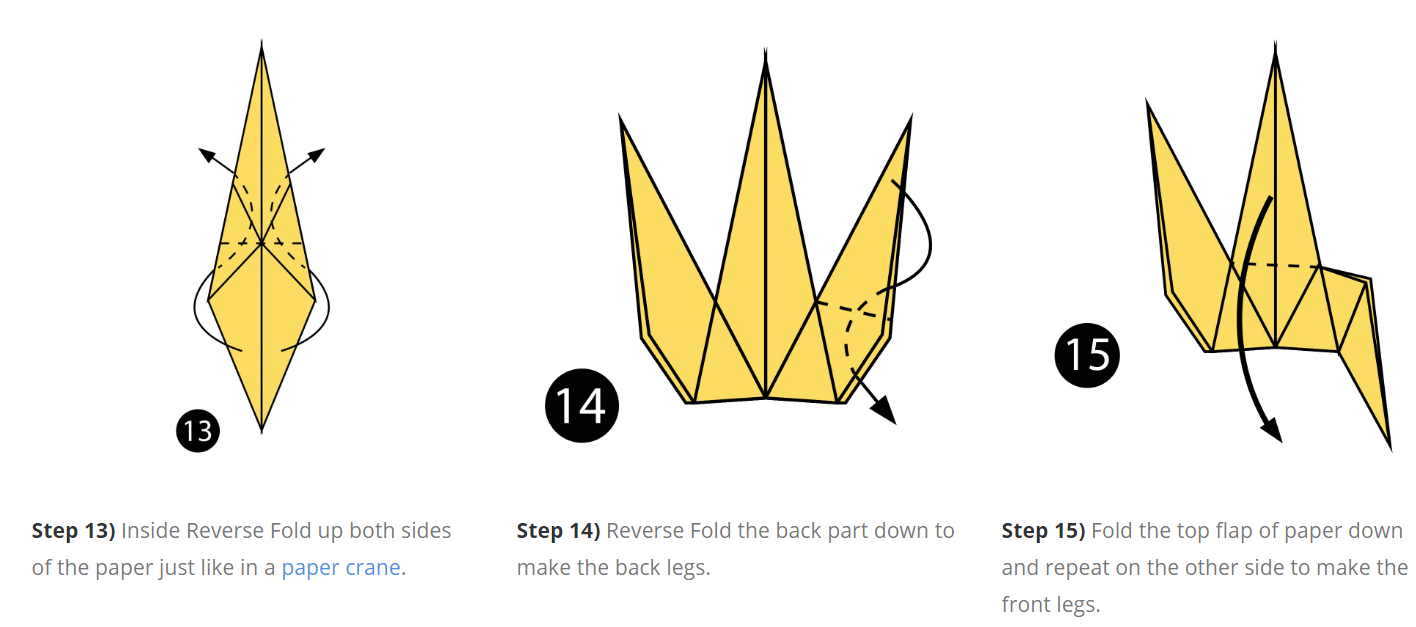 13
14
15
Step 13) Inside Reverse Fold up both sides
of the paper just like in a paper crane.
Step 14) Reverse Fold the back part down to
make the back legs.
Step 15) Fold the top flap of paper down
and repeat on the other side to make the
front legs.